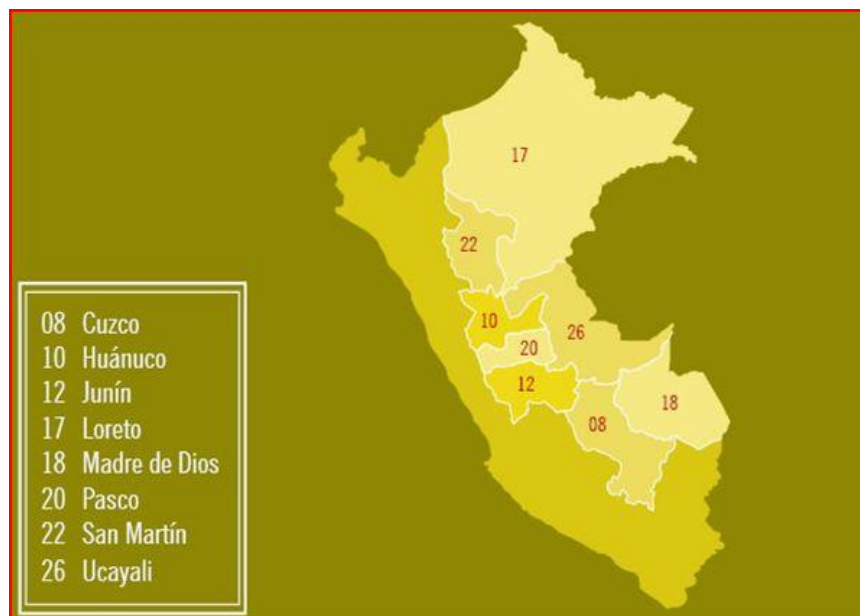 17
22
10
26
20
12
18
08
08 Cuzco
10 Huánuco
12 Junín
17 Loreto
18 Madre de Dios
20 Pasco
22 San Martín
26 Ucayali